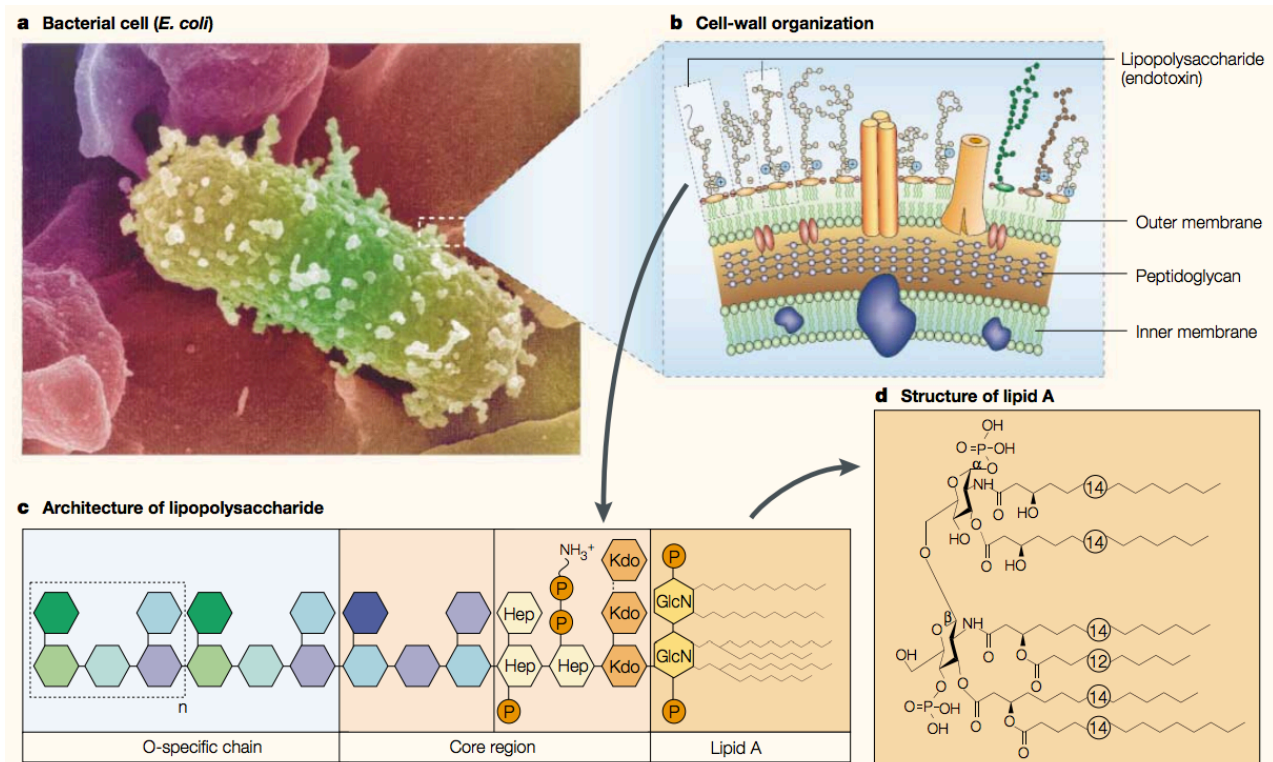 a Bacterial cell (E. coli)
b Cell-wall organization
Lipopolysaccharide
(endotoxin)
Outer membrane
Peptidoglycan
Inner membrane
c Architecture of lipopolysaccharide
NH3+
P
P
Kdo
P
Hep
Kdo
GlcN
Hep
Hep
Kdo
GlcN
P
P
n
O-specific chain
Core region
Lipid A
d Structure of lipid A
OH
O=P-OH
α
O
O
NH
14
O
HO
O
HO
O
14
O
HO
O
β
NH
O
14
OH
O
O
12
O
O
O
14
O=P-OH
OH
O
O
14
O